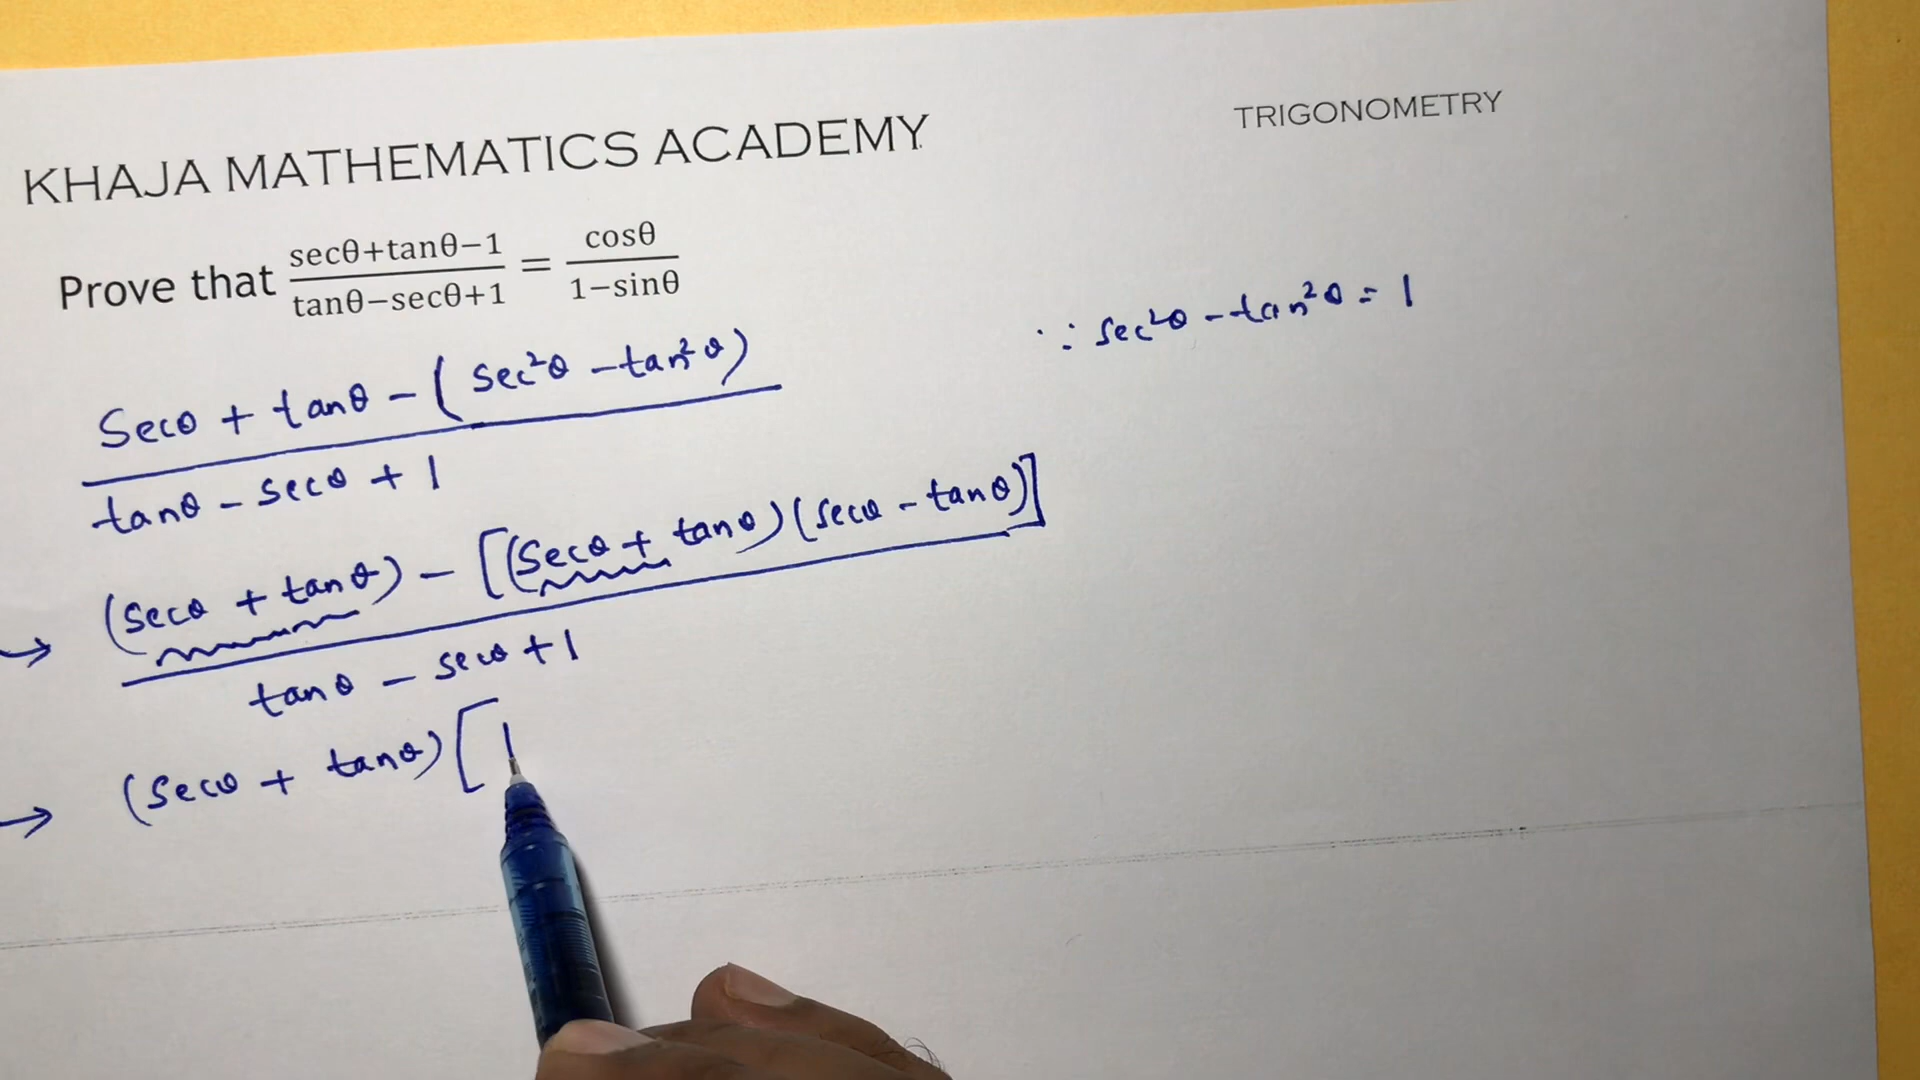 KHAJA MATHEMATICS ACADEMY
TRIGONOMETRY
Prove that (secθ+tanθ−1)/(tanθ−secθ+1) = cosθ/(1−sinθ)
∵ sec²θ - tan²θ = 1
Secθ + tanθ - (sec²θ - tan²θ)
tanθ - secθ + 1
→ (secθ + tanθ) - [(Secθ + tanθ)(secθ - tanθ)]
tanθ - secθ + 1
→ (secθ + tanθ) [1